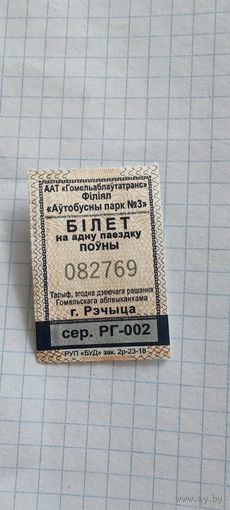 ААТ «Гомельаблаўтатранс»
Філіял
«Аўтобусны парк №3»
БІЛЕТ
на адну паездку
ПОЎНЫ
082769
Тарыф, згодна дзеючага рашэння
Гомельскага аблвыканкама
г. Рэчыца
сер. РГ-002
РУП «БУД» зак. 2р-23-18
ay.by